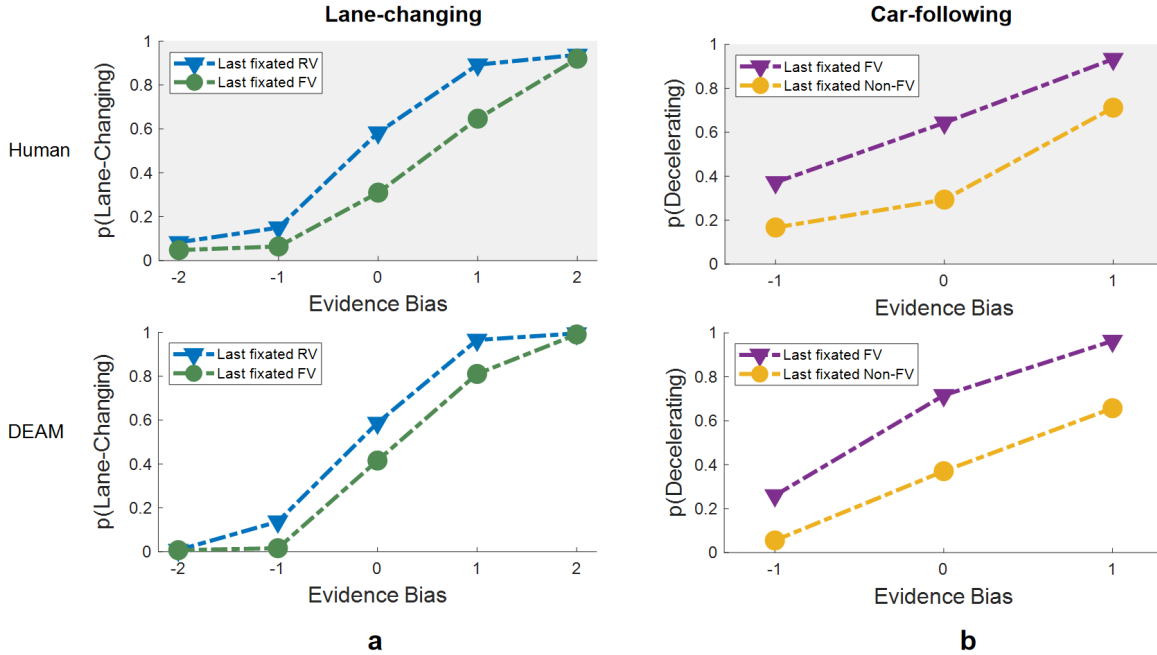 Lane-changing
Car-following
Human
p(Lane-Changing)
1
0.8
0.6
0.4
0.2
0
Last fixated RV
Last fixated FV
-2 -1 0 1 2
Evidence Bias
p(Decelerating)
1
0.8
0.6
0.4
0.2
0
Last fixated FV
Last fixated Non-FV
-1 0 1
Evidence Bias
DEAM
p(Lane-Changing)
1
0.8
0.6
0.4
0.2
0
Last fixated RV
Last fixated FV
-2 -1 0 1 2
Evidence Bias
p(Decelerating)
1
0.8
0.6
0.4
0.2
0
Last fixated FV
Last fixated Non-FV
-1 0 1
Evidence Bias
a
b